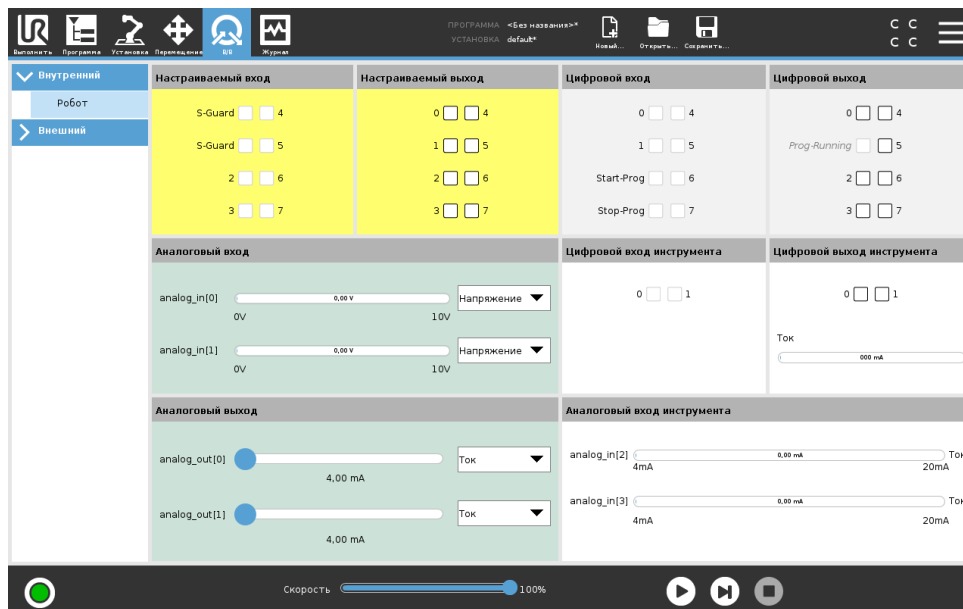 ПРОГРАММА <Без названия>*
УСТАНОВКА default*
UR
Выполнить Программа Установка Перемещение В/В Журнал Новый... Открыть... Сохранить...
C C
C C
Внутренний
Робот
Внешний
Настраиваемый вход Настраиваемый выход Цифровой вход Цифровой выход
S-Guard 4 0 4 0 4 0 4
S-Guard 5 1 5 1 5 Prog-Running 5
2 6 2 6 Start-Prog 6 2 6
3 7 3 7 Stop-Prog 7 3 7
Аналоговый вход Цифровой вход инструмента Цифровой выход инструмента
analog_in[0] 0,00 V Напряжение 0 1 0 1
0V 10V
Ток
analog_in[1] 0,00 V Напряжение 000 mA
0V 10V
Аналоговый выход Аналоговый вход инструмента
analog_out[0] Ток analog_in[2] 0,00 mA Ток
4,00 mA 4mA 20mA
analog_out[1] Ток analog_in[3] 0,00 mA Ток
4,00 mA 4mA 20mA
Скорость 100%